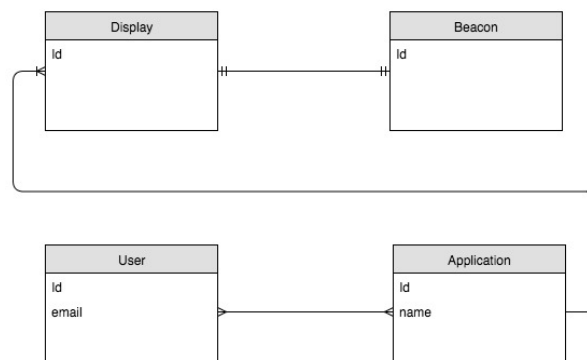 Display
Id
Beacon
Id
User
Id
email
Application
Id
name